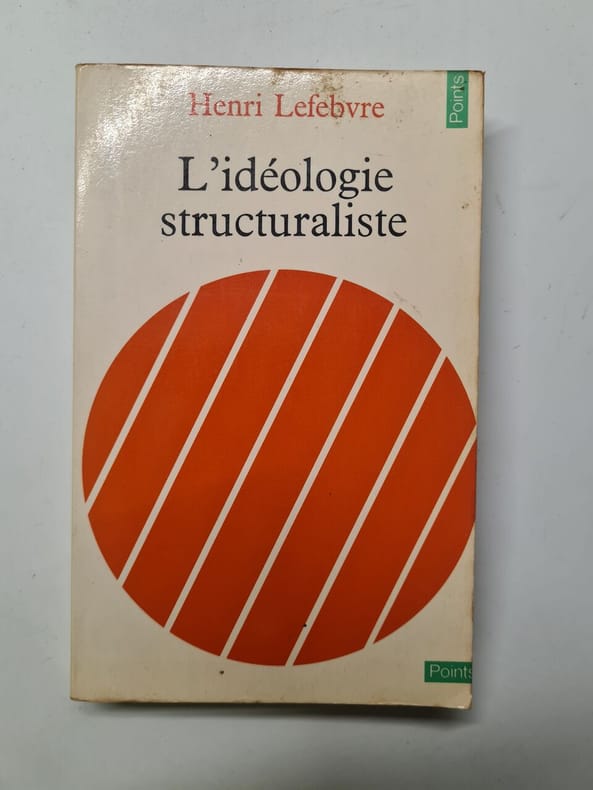 Points
Henri Lefebvre
L'idéologie
structuraliste
Points